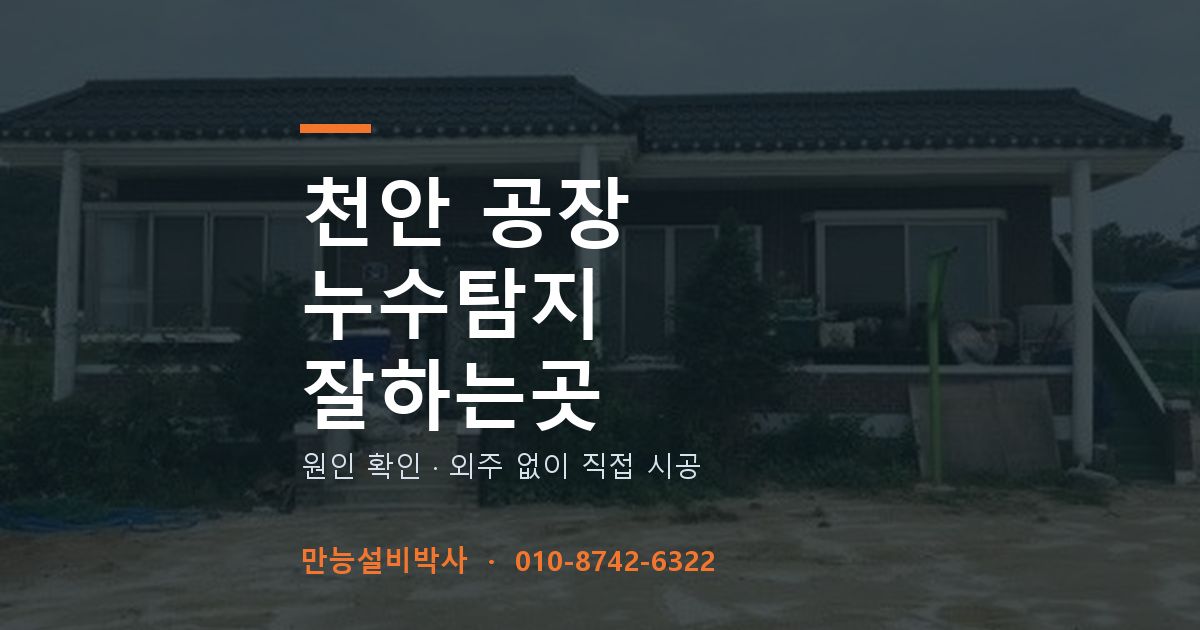 천안 공장
누수탐지
잘하는곳
원인 확인 · 외주 없이 직접 시공
만능설비박사 · 010-8742-6322